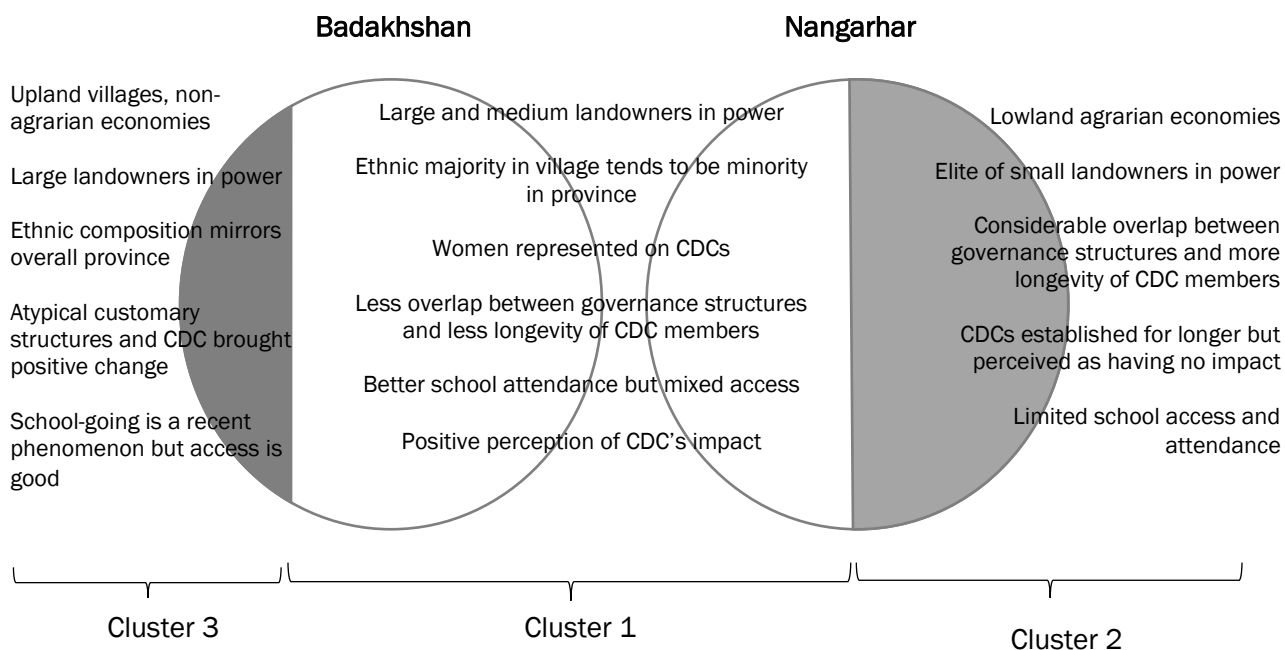 Badakhshan
Nangarhar
Upland villages, non-
agrarian economies
Large landowners in power
Ethnic composition mirrors
overall province
Atypical customary
structures and CDC brought
positive change
School-going is a recent
phenomenon but access is
good
Large and medium landowners in power
Ethnic majority in village tends to be minority
in province
Women represented on CDCs
Less overlap between governance structures
and less longevity of CDC members
Better school attendance but mixed access
Positive perception of CDC's impact
Lowland agrarian economies
Elite of small landowners in power
Considerable overlap between
governance structures and more
longevity of CDC members
CDCs established for longer but
perceived as having no impact
Limited school access and
attendance
Cluster 3
Cluster 1
Cluster 2